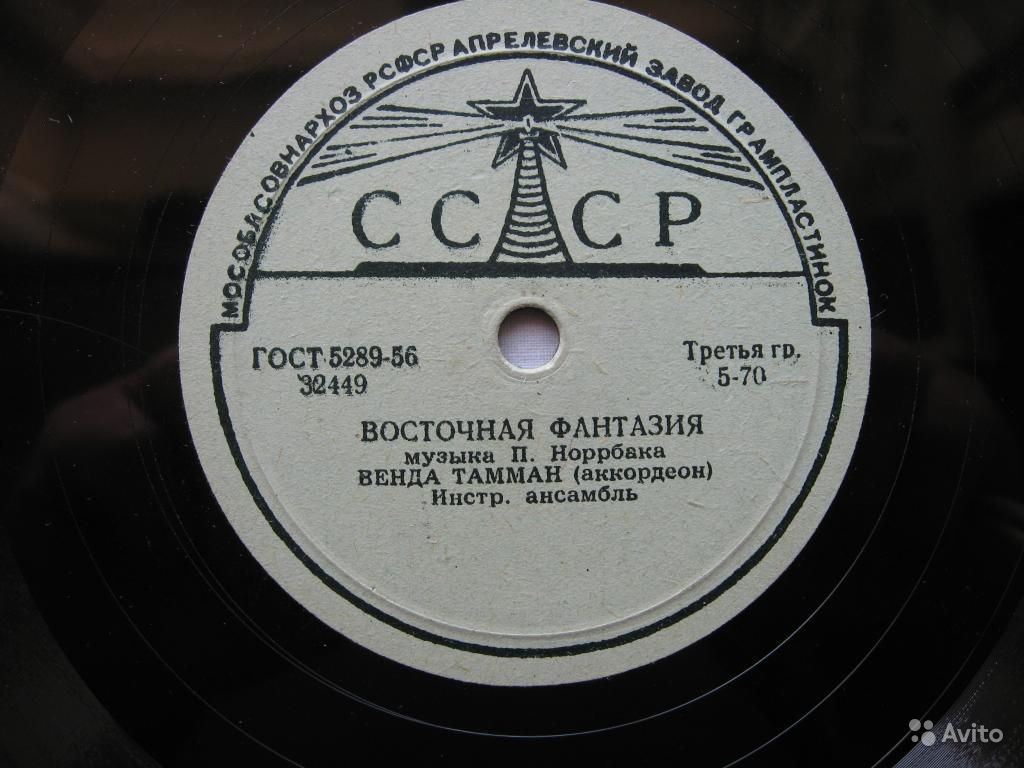 МОСОБЛСОВНАРХОЗ РСФСР АПРЕЛЕВСКИЙ ЗАВОД ГРАМПЛАСТИНОК
СССР
ГОСТ 5289-56
32449
Третья гр.
5-70
ВОСТОЧНАЯ ФАНТАЗИЯ
музыка П. Норрбака
ВЕНДА ТАММАН (аккордеон)
Инстр. ансамбль
Avito